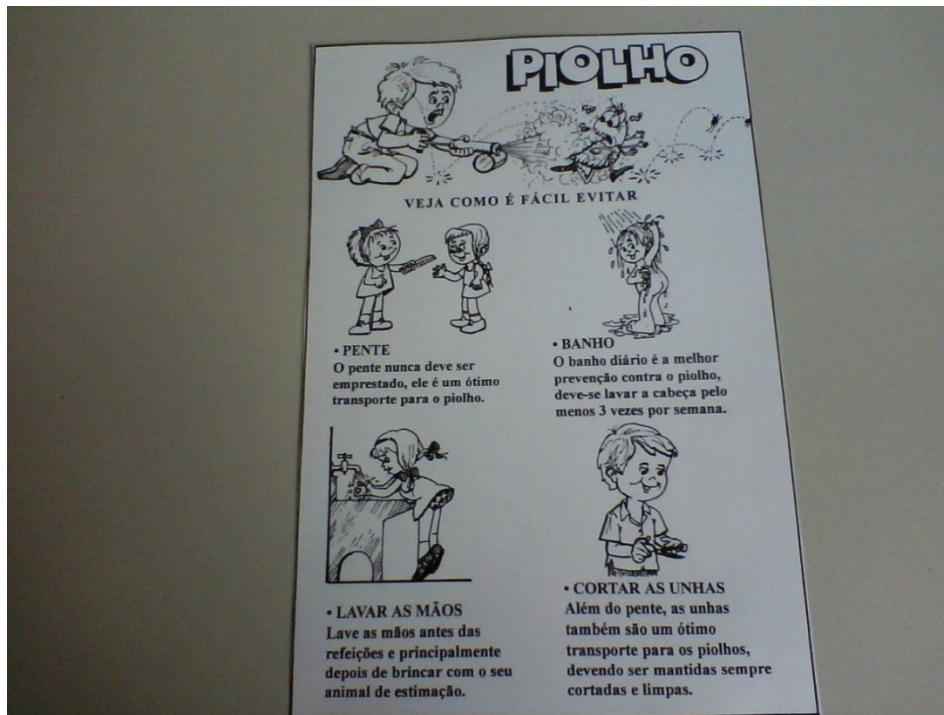 PIOLHO
VEJA COMO É FÁCIL EVITAR
• PENTE
O pente nunca deve ser
emprestado, ele é um ótimo
transporte para o piolho.
• BANHO
O banho diário é a melhor
prevenção contra o piolho,
deve-se lavar a cabeça pelo
menos 3 vezes por semana.
• LAVAR AS MÃOS
Lave as mãos antes das
refeições e principalmente
depois de brincar com o seu
animal de estimação.
• CORTAR AS UNHAS
Além do pente, as unhas
também são um ótimo
transporte para os piolhos,
devendo ser mantidas sempre
cortadas e limpas.